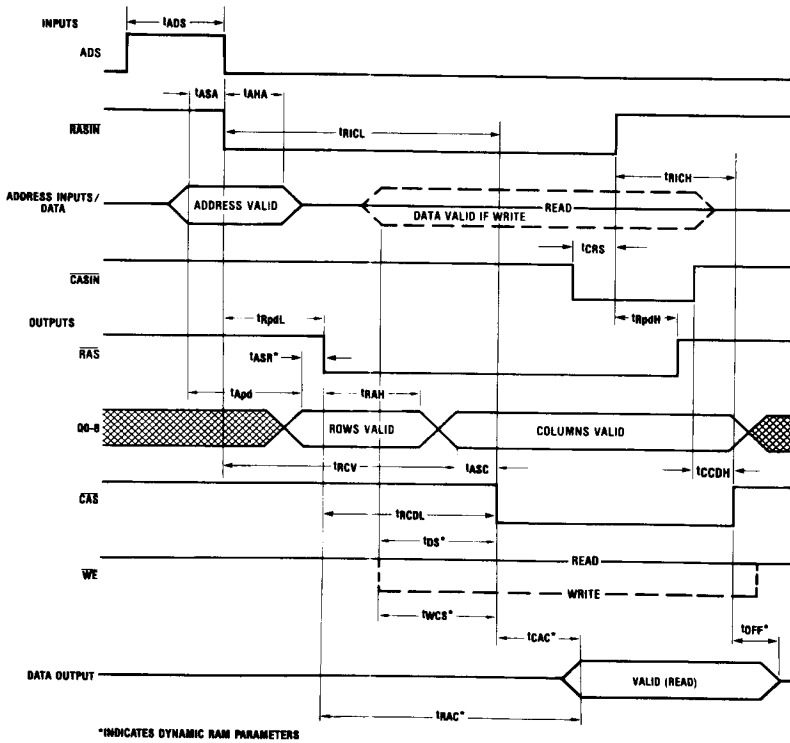 INPUTS
tADS
ADS
tASA
tAHA
RASIN
tRICL
tRICH
ADDRESS INPUTS/
DATA
ADDRESS VALID
READ
DATA VALID IF WRITE
tCRS
CASIN
OUTPUTS
tRpdL
tRpdH
RAS
tASR*
tApd
tRAH
Q0-8
ROWS VALID
COLUMNS VALID
tRCV
tASC
tCCDH
CAS
tRCDL
tDS*
READ
WE
WRITE
tWCS*
tCAC*
tOFF*
DATA OUTPUT
VALID (READ)
tRAC*
*INDICATES DYNAMIC RAM PARAMETERS